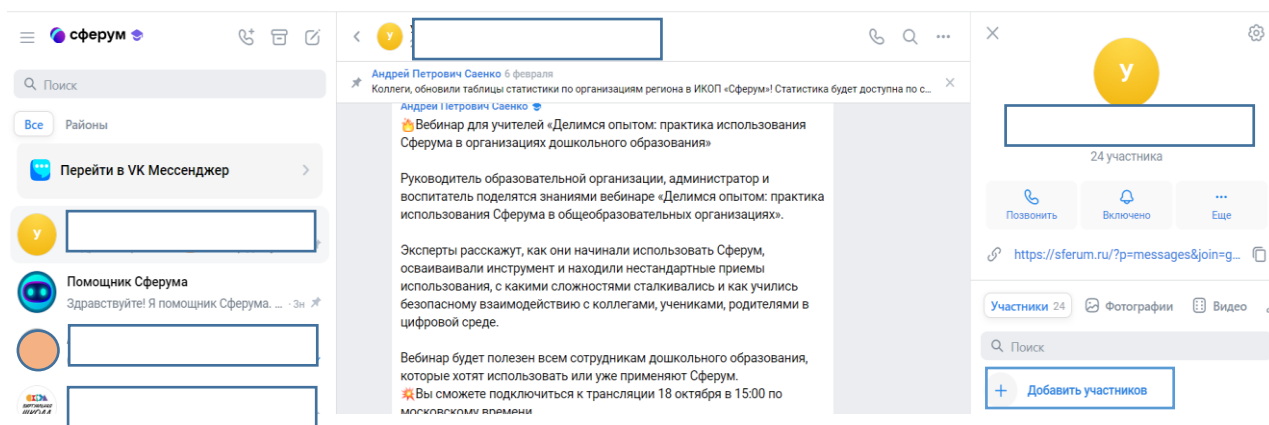 сферум
Поиск
Все Районы
Перейти в VK Мессенджер
У
Помощник Сферума
Здравствуйте! Я помощник Сферума. ... · 3н
У
Андрей Петрович Саенко 6 февраля
Коллеги, обновили таблицы статистики по организациям региона в ИКОП «Сферум»! Статистика будет доступна по с...
Андрей Петрович Саенко
🔥Вебинар для учителей «Делимся опытом: практика использования
Сферума в организациях дошкольного образования»
Руководитель образовательной организации, администратор и
воспитатель поделятся знаниями вебинаре «Делимся опытом: практика
использования Сферума в общеобразовательных организациях».
Эксперты расскажут, как они начинали использовать Сферум,
осваивали инструмент и находили нестандартные приемы
использования, с какими сложностями сталкивались и как учились
безопасному взаимодействию с коллегами, учениками, родителями в
цифровой среде.
Вебинар будет полезен всем сотрудникам дошкольного образования,
которые хотят использовать или уже применяют Сферум.
💥Вы сможете подключиться к трансляции 18 октября в 15:00 по
московскому времени
У
24 участника
Позвонить Включено Еще
https://sferum.ru/?p=messages&join=g...
Участники 24 Фотографии Видео
Поиск
+ Добавить участников